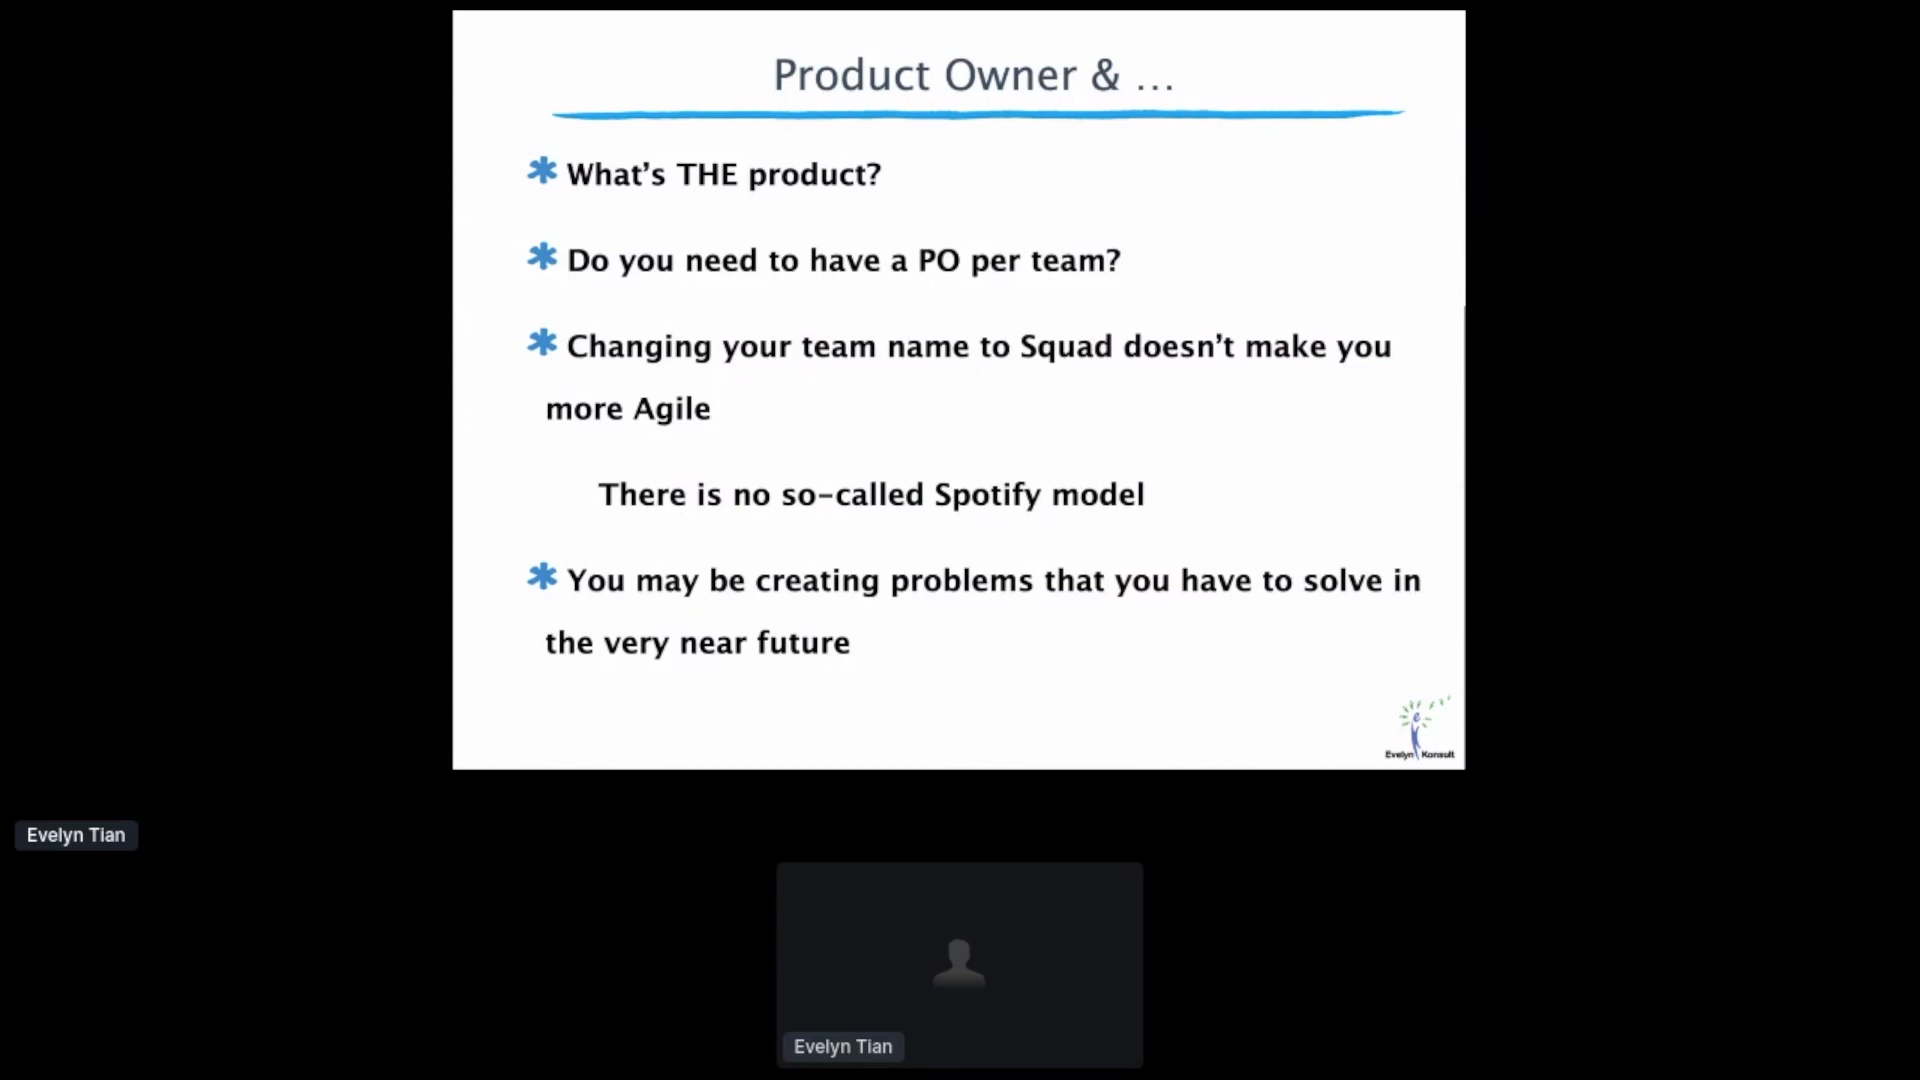 Product Owner & ...
* What's THE product?
* Do you need to have a PO per team?
* Changing your team name to Squad doesn't make you
more Agile
There is no so-called Spotify model
* You may be creating problems that you have to solve in
the very near future
e
Evelyn Konsult
Evelyn Tian
Evelyn Tian